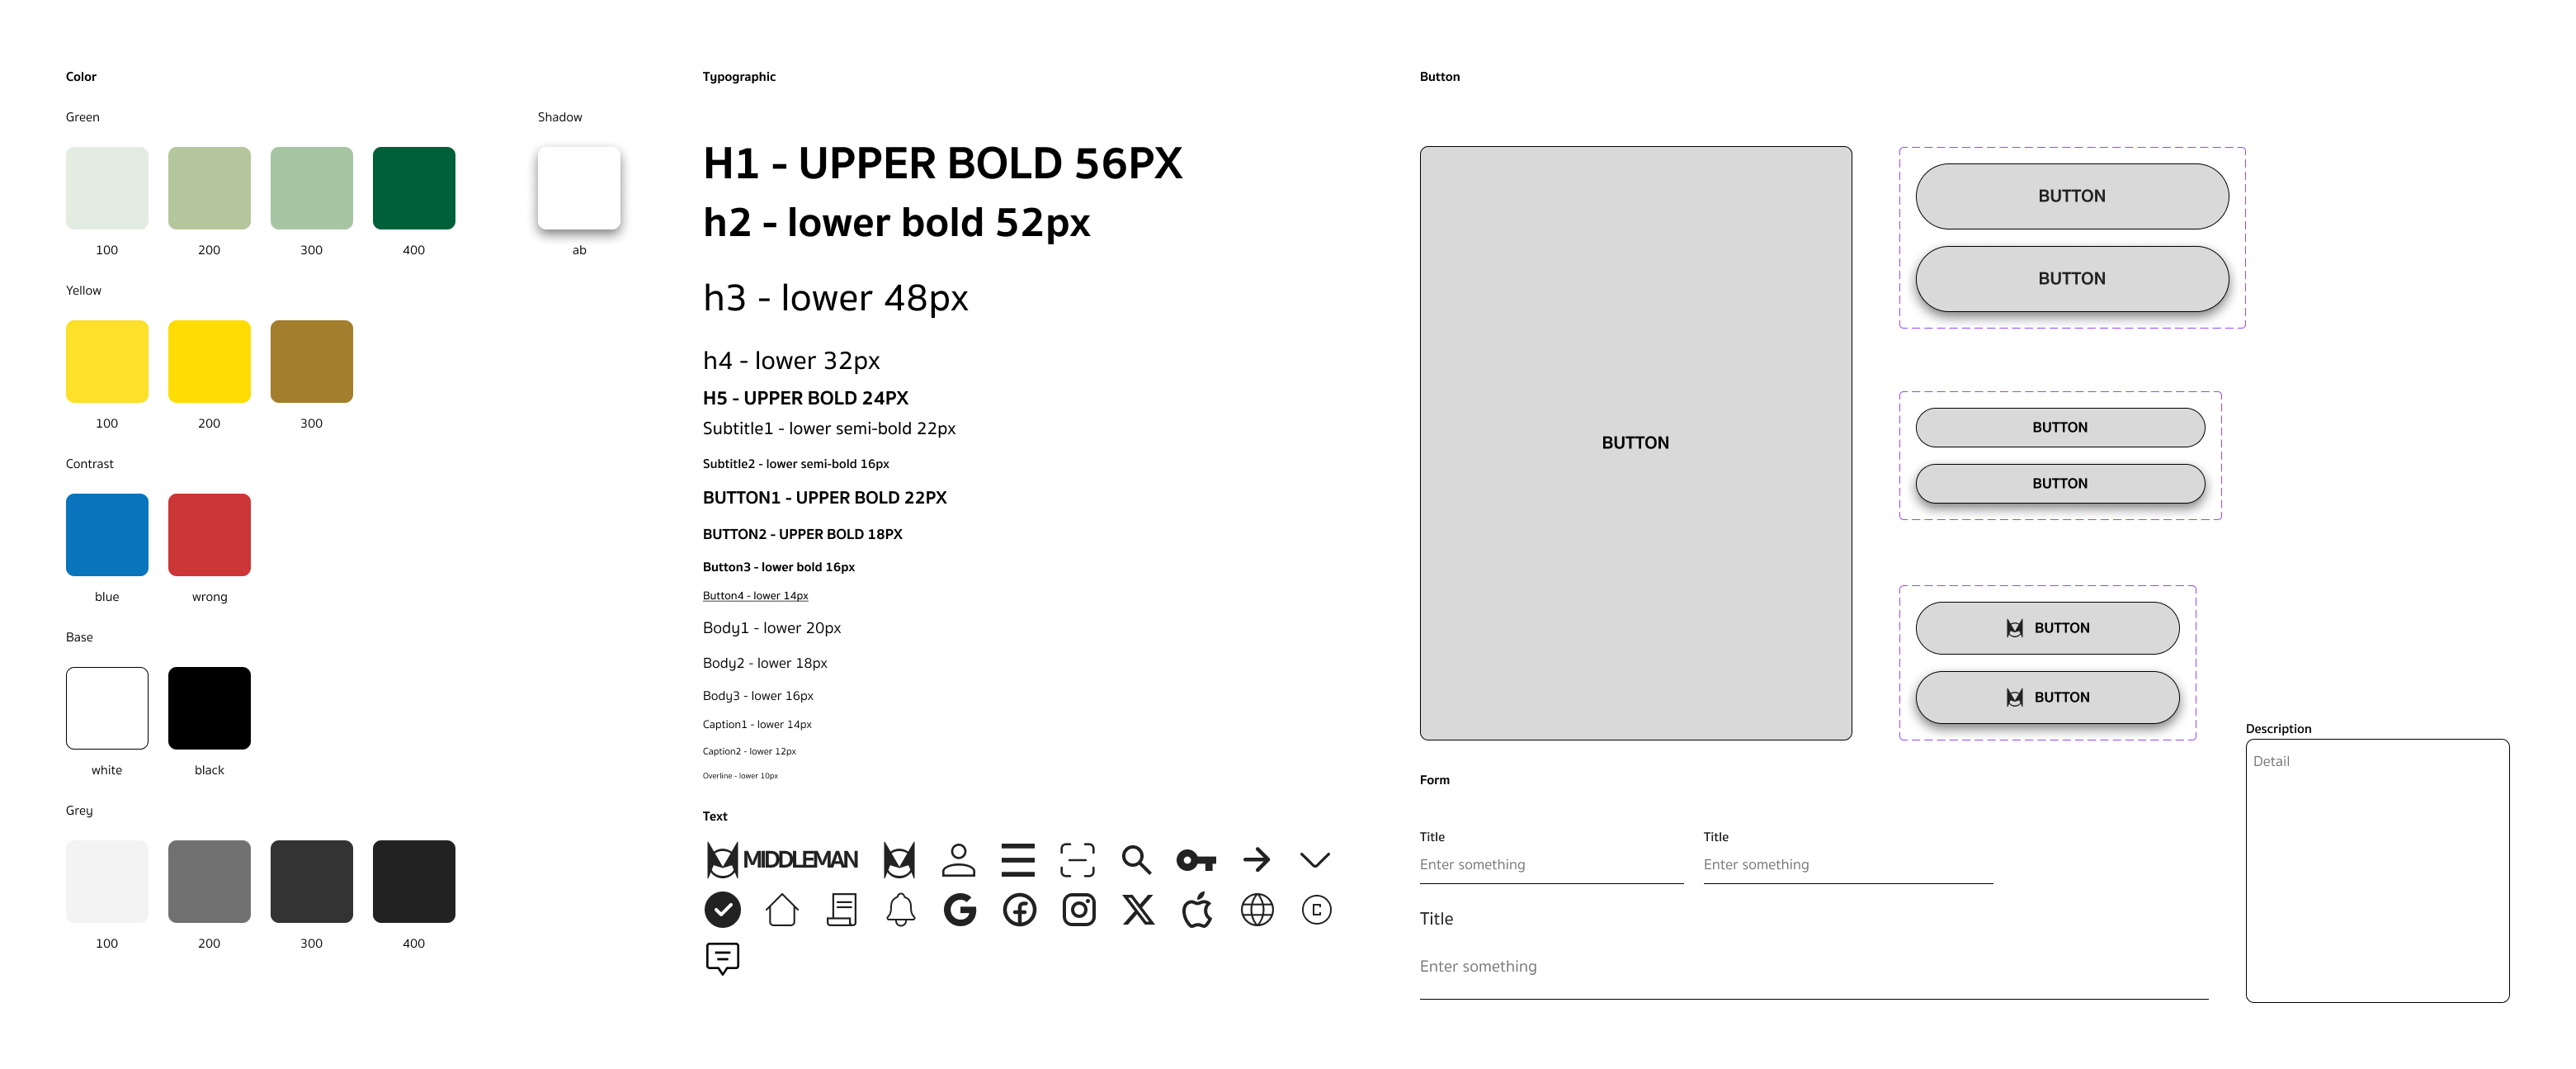 Color
Green
Shadow
100
200
300
400
ab
Yellow
100
200
300
Contrast
blue
wrong
Base
white
black
Grey
100
200
300
400
Typographic
H1 - UPPER BOLD 56PX
h2 - lower bold 52px
h3 - lower 48px
h4 - lower 32px
H5 - UPPER BOLD 24PX
Subtitle1 - lower semi-bold 22px
Subtitle2 - lower semi-bold 16px
BUTTON1 - UPPER BOLD 22PX
BUTTON2 - UPPER BOLD 18PX
Button3 - lower bold 16px
Button4 - lower 14px
Body1 - lower 20px
Body2 - lower 18px
Body3 - lower 16px
Caption1 - lower 14px
Caption2 - lower 12px
Overline - lower 10px
Text
MIDDLEMAN
Button
BUTTON
BUTTON
BUTTON
BUTTON
BUTTON
BUTTON
BUTTON
Form
Title
Enter something
Title
Enter something
Title
Enter something
Description
Detail